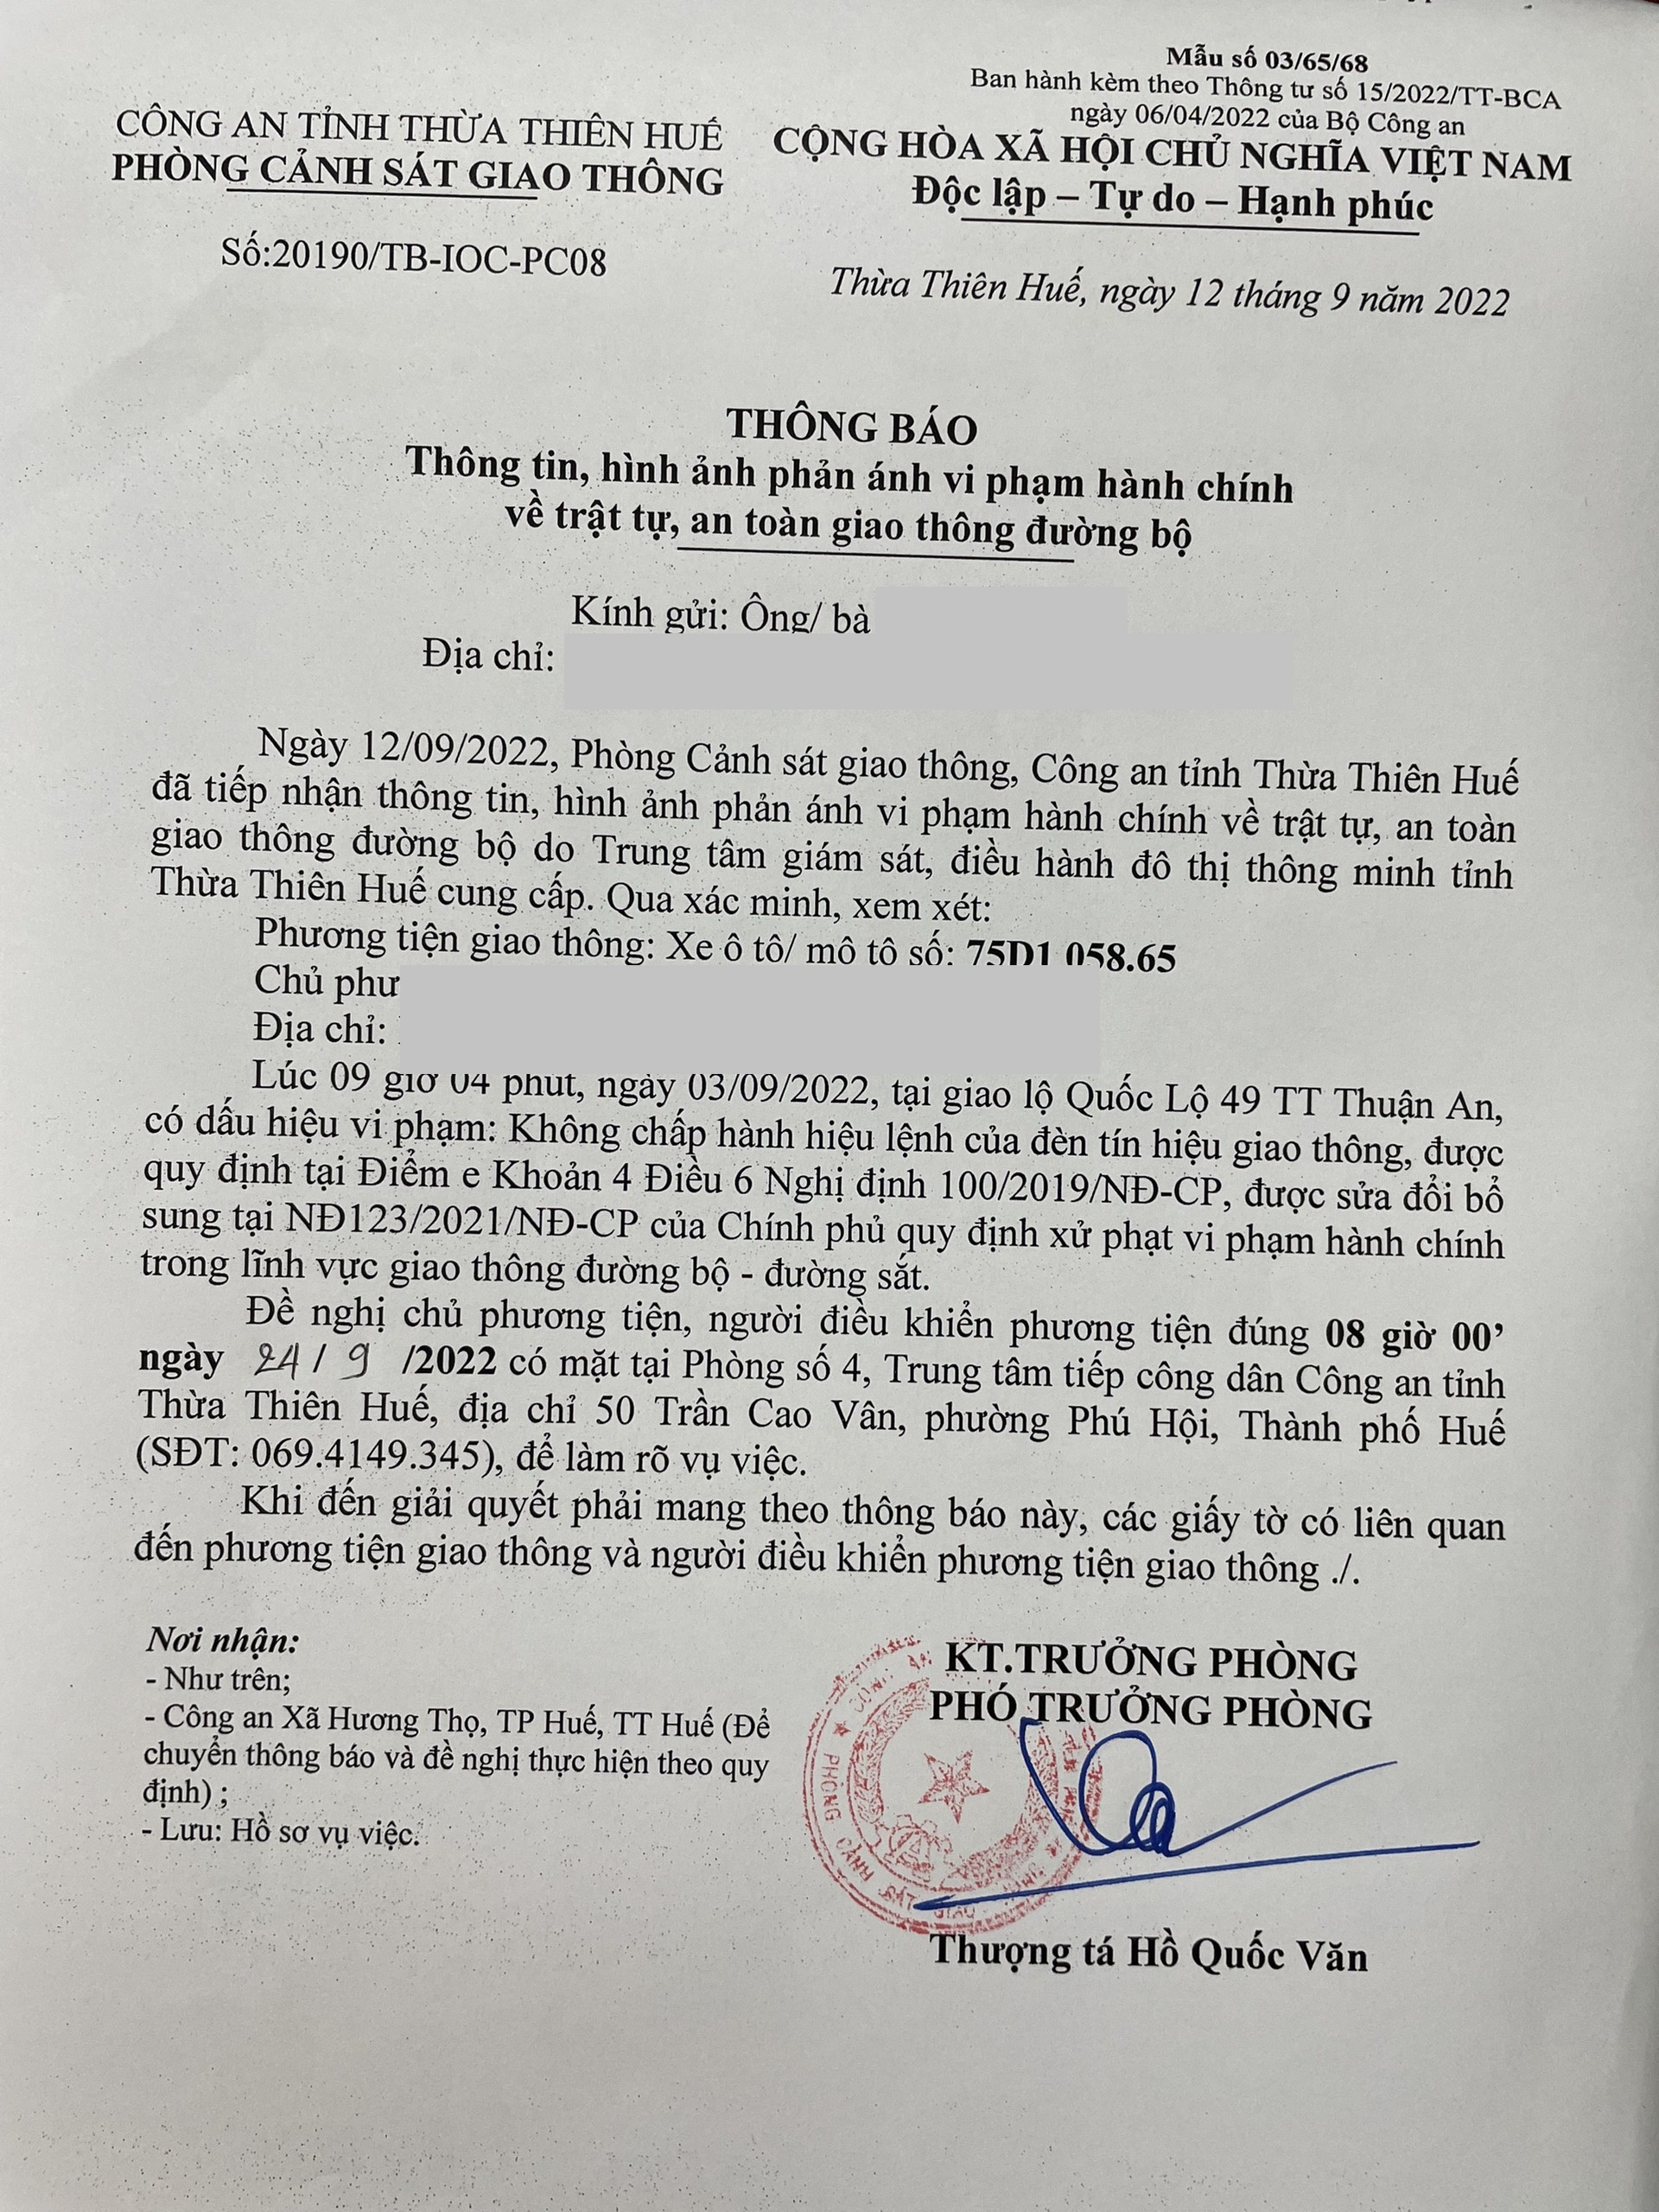 Mẫu số 03/65/68
Ban hành kèm theo Thông tư số 15/2022/TT-BCA
ngày 06/04/2022 của Bộ Công an
CÔNG AN TỈNH THỪA THIÊN HUẾ
PHÒNG CẢNH SÁT GIAO THÔNG
CỘNG HÒA XÃ HỘI CHỦ NGHĨA VIỆT NAM
Độc lập – Tự do – Hạnh phúc
Số:20190/TB-IOC-PC08
Thừa Thiên Huế, ngày 12 tháng 9 năm 2022
THÔNG BÁO
Thông tin, hình ảnh phản ánh vi phạm hành chính
về trật tự, an toàn giao thông đường bộ
Kính gửi: Ông/ bà
Địa chỉ:
Ngày 12/09/2022, Phòng Cảnh sát giao thông, Công an tỉnh Thừa Thiên Huế
đã tiếp nhận thông tin, hình ảnh phản ánh vi phạm hành chính về trật tự, an toàn
giao thông đường bộ do Trung tâm giám sát, điều hành đô thị thông minh tỉnh
Thừa Thiên Huế cung cấp. Qua xác minh, xem xét:
Phương tiện giao thông: Xe ô tô/ mô tô số: 75D1 058.65
Chủ phư
Địa chỉ:
Lúc 09 giờ 04 phút, ngày 03/09/2022, tại giao lộ Quốc Lộ 49 TT Thuận An,
có dấu hiệu vi phạm: Không chấp hành hiệu lệnh của đèn tín hiệu giao thông, được
quy định tại Điểm e Khoản 4 Điều 6 Nghị định 100/2019/NĐ-CP, được sửa đổi bổ
sung tại NĐ123/2021/NĐ-CP của Chính phủ quy định xử phạt vi phạm hành chính
trong lĩnh vực giao thông đường bộ - đường sắt.
Đề nghị chủ phương tiện, người điều khiển phương tiện đúng 08 giờ 00’
ngày 24/ 9 /2022 có mặt tại Phòng số 4, Trung tâm tiếp công dân Công an tỉnh
Thừa Thiên Huế, địa chỉ 50 Trần Cao Vân, phường Phú Hội, Thành phố Huế
(SĐT: 069.4149.345), để làm rõ vụ việc.
Khi đến giải quyết phải mang theo thông báo này, các giấy tờ có liên quan
đến phương tiện giao thông và người điều khiển phương tiện giao thông ./.
Nơi nhận:
- Như trên;
- Công an Xã Hương Thọ, TP Huế, TT Huế (Để
chuyển thông báo và đề nghị thực hiện theo quy
định) ;
- Lưu: Hồ sơ vụ việc.
KT.TRƯỞNG PHÒNG
PHÓ TRƯỞNG PHÒNG
PHÒNG CẢNH SÁT GIAO
Thượng tá Hồ Quốc Văn